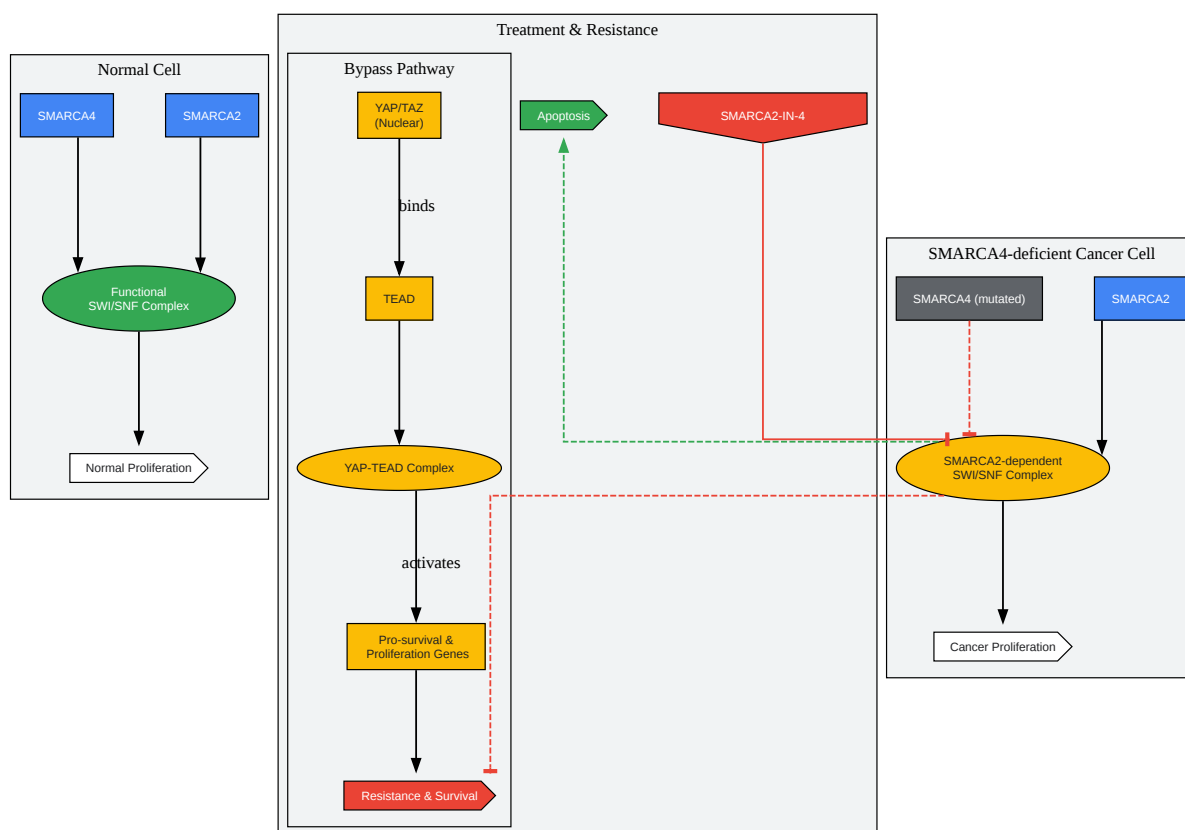 Normal Cell
SMARCA4
SMARCA2
Functional
SWI/SNF Complex
Normal Proliferation
Treatment & Resistance
Bypass Pathway
YAP/TAZ
(Nuclear)
binds
TEAD
YAP-TEAD Complex
activates
Pro-survival &
Proliferation Genes
Resistance & Survival
Apoptosis
SMARCA2-IN-4
SMARCA4-deficient Cancer Cell
SMARCA4 (mutated)
SMARCA2
SMARCA2-dependent
SWI/SNF Complex
Cancer Proliferation